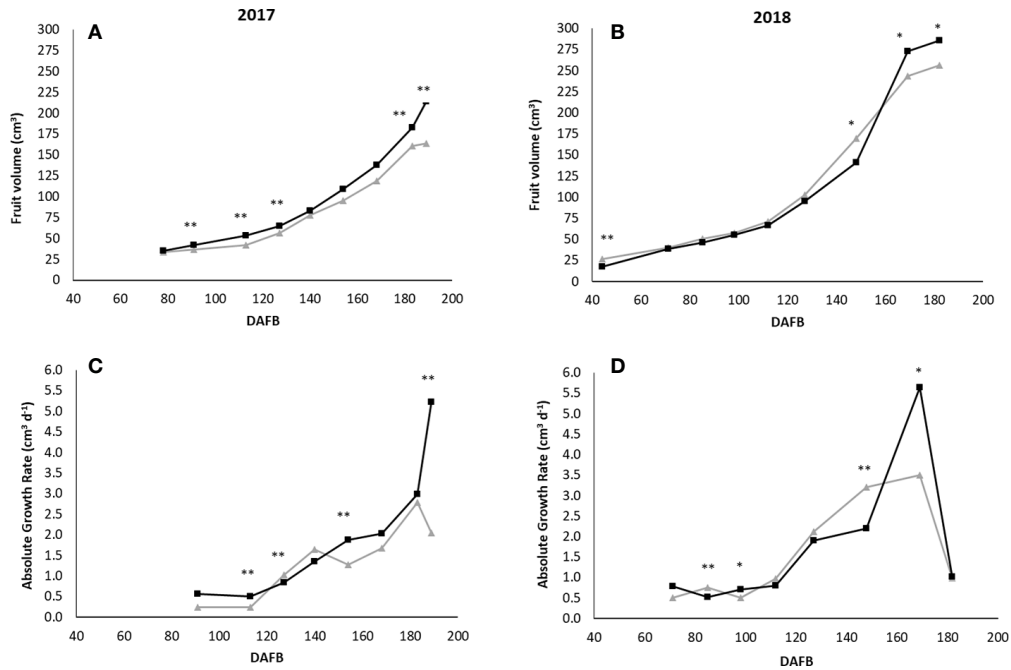 2017
2018
A
B
300
275
250
225
200
175
150
125
100
75
50
25
0
Fruit volume (cm³)
** ** ** ** **
40 60 80 100 120 140 160 180 200
DAFB
300
275
250
225
200
175
150
125
100
75
50
25
0
Fruit volume (cm³)
** * * *
40 60 80 100 120 140 160 180 200
DAFB
C
D
6.0
5.5
5.0
4.5
4.0
3.5
3.0
2.5
2.0
1.5
1.0
0.5
0.0
Absolute Growth Rate (cm³ d⁻¹)
** ** ** **
40 60 80 100 120 140 160 180 200
DAFB
6.0
5.5
5.0
4.5
4.0
3.5
3.0
2.5
2.0
1.5
1.0
0.5
0.0
Absolute Growth Rate (cm³ d⁻¹)
** * ** *
40 60 80 100 120 140 160 180 200
DAFB